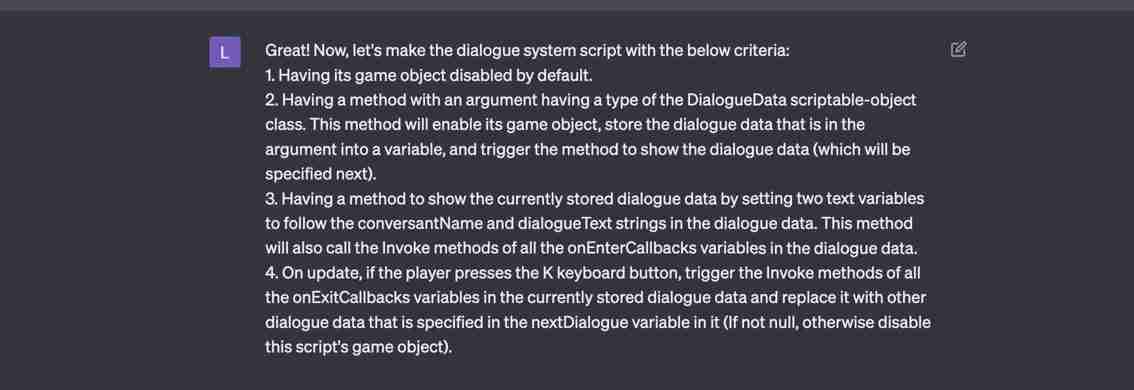 L
Great! Now, let's make the dialogue system script with the below criteria:
1. Having its game object disabled by default.
2. Having a method with an argument having a type of the DialogueData scriptable-object
class. This method will enable its game object, store the dialogue data that is in the
argument into a variable, and trigger the method to show the dialogue data (which will be
specified next).
3. Having a method to show the currently stored dialogue data by setting two text variables
to follow the conversantName and dialogueText strings in the dialogue data. This method
will also call the Invoke methods of all the onEnterCallbacks variables in the dialogue data.
4. On update, if the player presses the K keyboard button, trigger the Invoke methods of all
the onExitCallbacks variables in the currently stored dialogue data and replace it with other
dialogue data that is specified in the nextDialogue variable in it (If not null, otherwise disable
this script's game object).